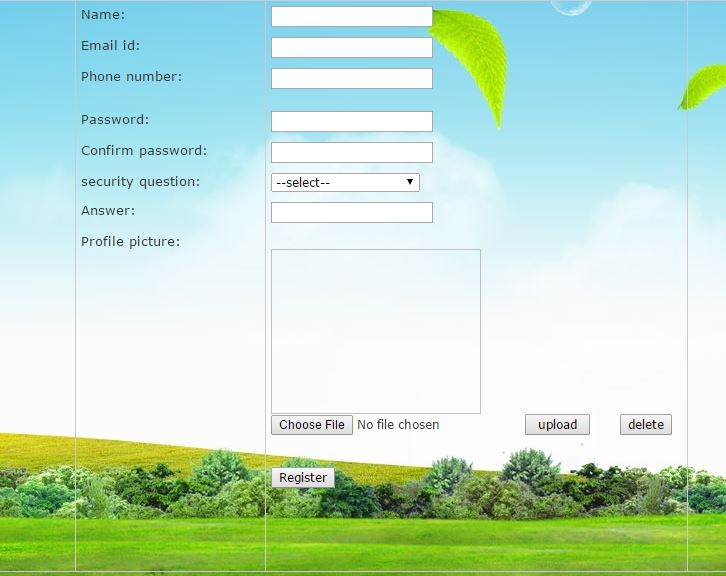 Name:
Email id:
Phone number:
Password:
Confirm password:
security question: --select--
Answer:
Profile picture:
Choose File No file chosen upload delete
Register